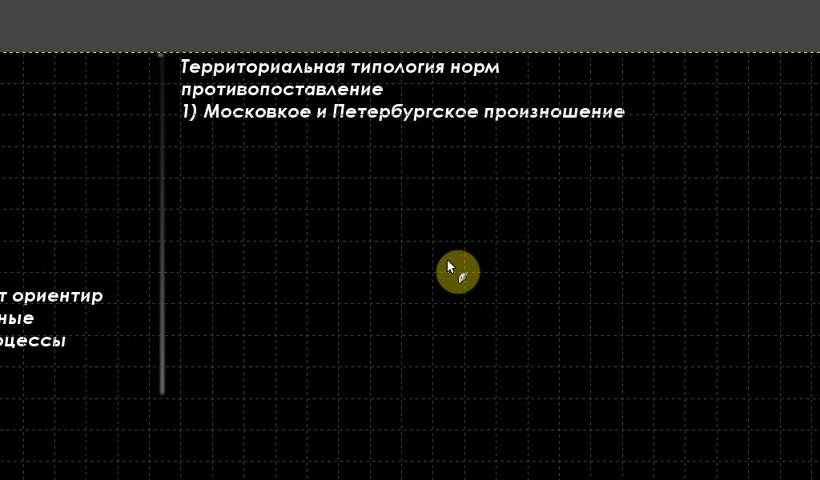 Территориальная типология норм
противопоставление
1) Московкое и Петербургское произношение
т ориентир
ные
оцессы